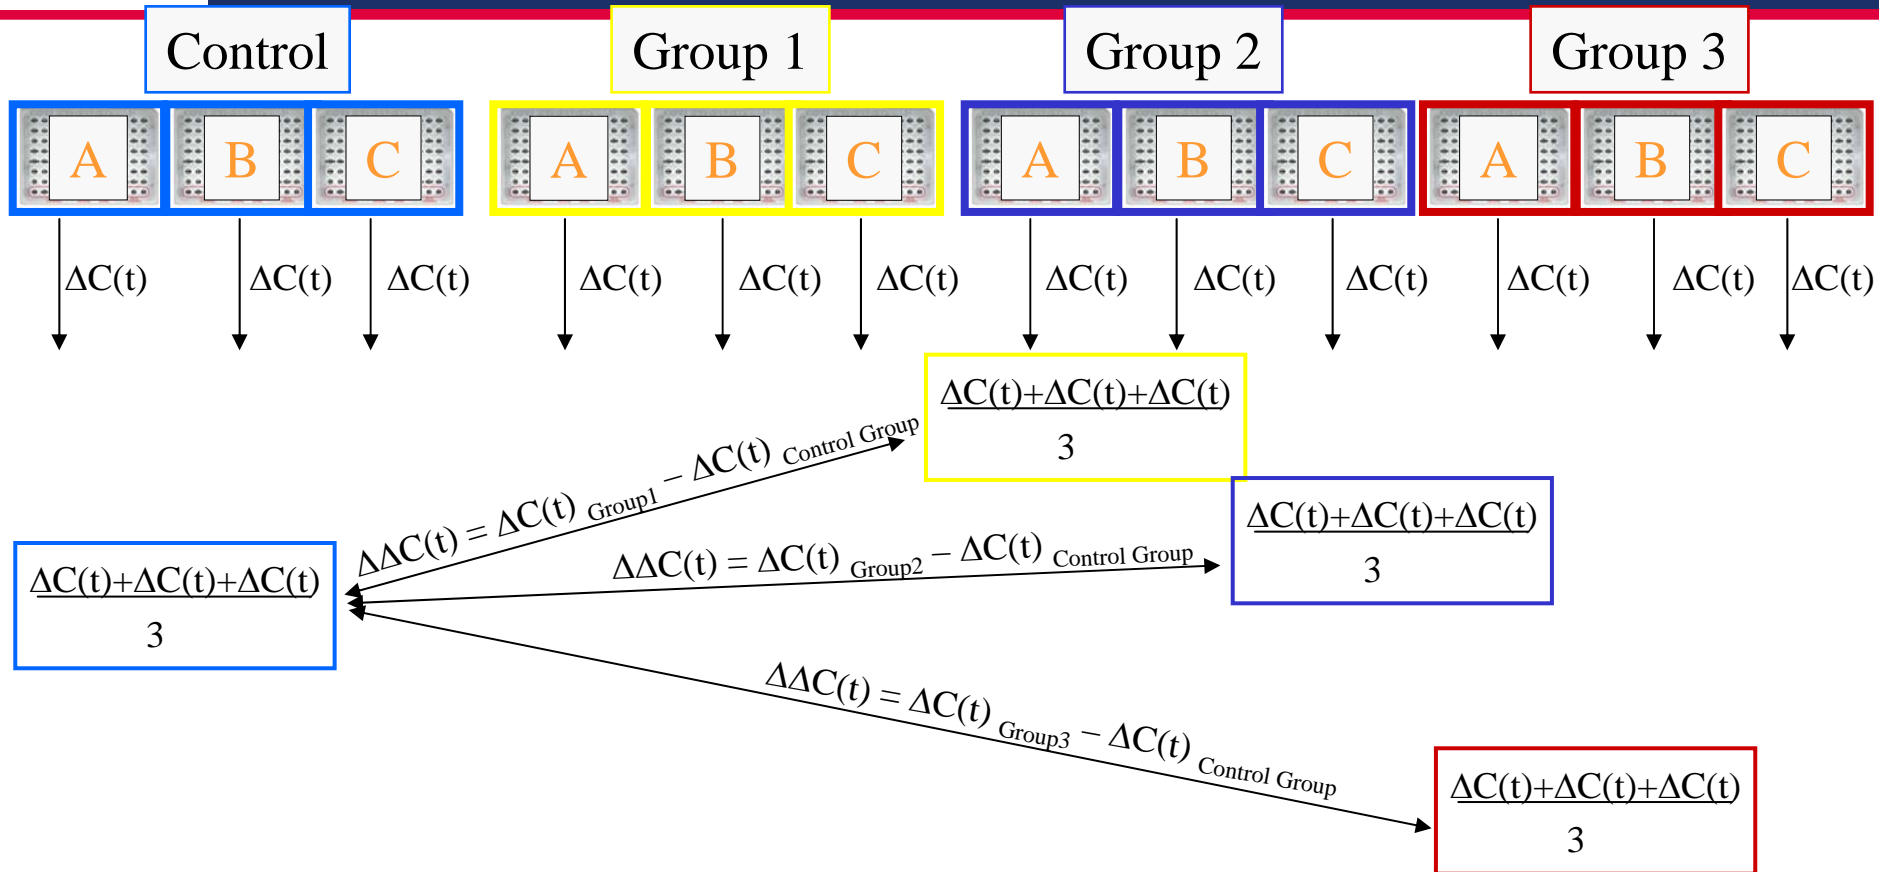 Control Group 1 Group 2 Group 3
A B C A B C A B C A B C
ΔC(t) ΔC(t) ΔC(t) ΔC(t) ΔC(t) ΔC(t) ΔC(t) ΔC(t) ΔC(t) ΔC(t) ΔC(t) ΔC(t)
ΔC(t)+ΔC(t)+ΔC(t)
3
ΔΔC(t) = ΔC(t) Group1 – ΔC(t) Control Group
ΔC(t)+ΔC(t)+ΔC(t)
3
ΔΔC(t) = ΔC(t) Group2 – ΔC(t) Control Group
ΔC(t)+ΔC(t)+ΔC(t)
3
ΔΔC(t) = ΔC(t) Group3 – ΔC(t) Control Group
ΔC(t)+ΔC(t)+ΔC(t)
3